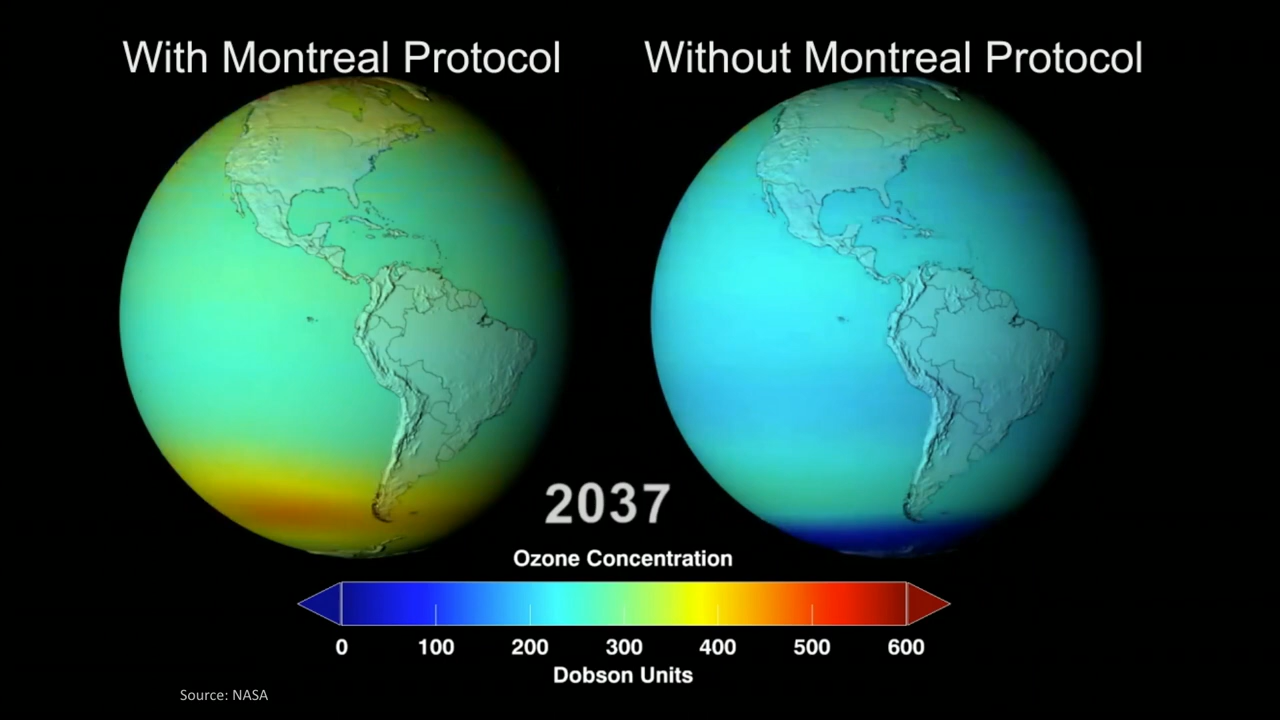 With Montreal Protocol
Without Montreal Protocol
2037
Ozone Concentration
0 100 200 300 400 500 600
Dobson Units
Source: NASA